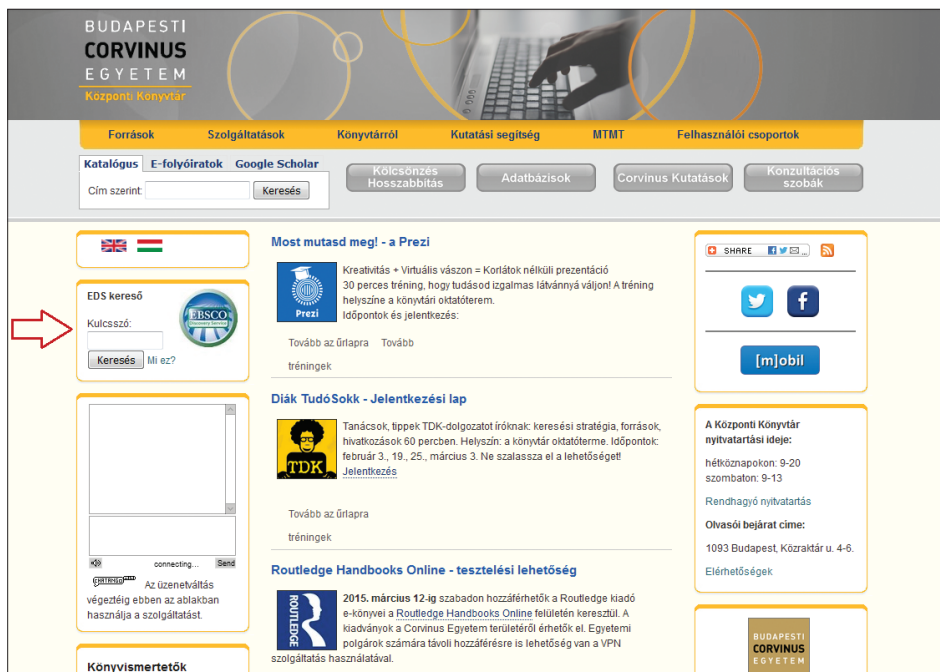 BUDAPESTI
CORVINUS
EGYETEM
Központi Könyvtár
Források Szolgáltatások Könyvtárról Kutatási segítség MTMT Felhasználói csoportok
Katalógus E-folyóiratok Google Scholar
Cím szerint: Keresés
Kölcsönzés
Hosszabbítás
Adatbázisok
Corvinus Kutatások
Konzultációs
szobák
EDS kereső
EBSCO
Discovery Service
Kulcsszó:
Keresés Mi ez?
connecting... Send
CHATANGO
Az üzenetváltás
végeztéig ebben az ablakban
használja a szolgáltatást.
Könyvismertetők
Most mutasd meg! - a Prezi
Prezi
Kreativitás + Virtuális vászon = Korlátok nélküli prezentáció
30 perces tréning, hogy tudásod izgalmas látvánnyá váljon! A tréning
helyszíne a könyvtári oktatóterem.
Időpontok és jelentkezés:
Tovább az űrlapra Tovább
tréningek
Diák TudóSokk - Jelentkezési lap
TDK
Tanácsok, tippek TDK-dolgozatot íróknak: keresési stratégia, források,
hivatkozások 60 percben. Helyszín: a könyvtár oktatóterme. Időpontok:
február 3., 19., 25., március 3. Ne szalassza el a lehetőséget!
Jelentkezés
Tovább az űrlapra
tréningek
Routledge Handbooks Online - tesztelési lehetőség
ROUTLEDGE
2015. március 12-ig szabadon hozzáférhetők a Routledge kiadó
e-könyvei a Routledge Handbooks Online felületén keresztül. A
kiadványok a Corvinus Egyetem területéről érhetők el. Egyetemi
polgárok számára távoli hozzáférésre is lehetőség van a VPN
szolgáltatás használatával.
SHARE ...
[m]obil
A Központi Könyvtár
nyitvatartási ideje:
hétköznapokon: 9-20
szombaton: 9-13
Rendhagyó nyitvatartás
Olvasói bejárat címe:
1093 Budapest, Közraktár u. 4-6.
Elérhetőségek
BUDAPESTI
CORVINUS
EGYETEM